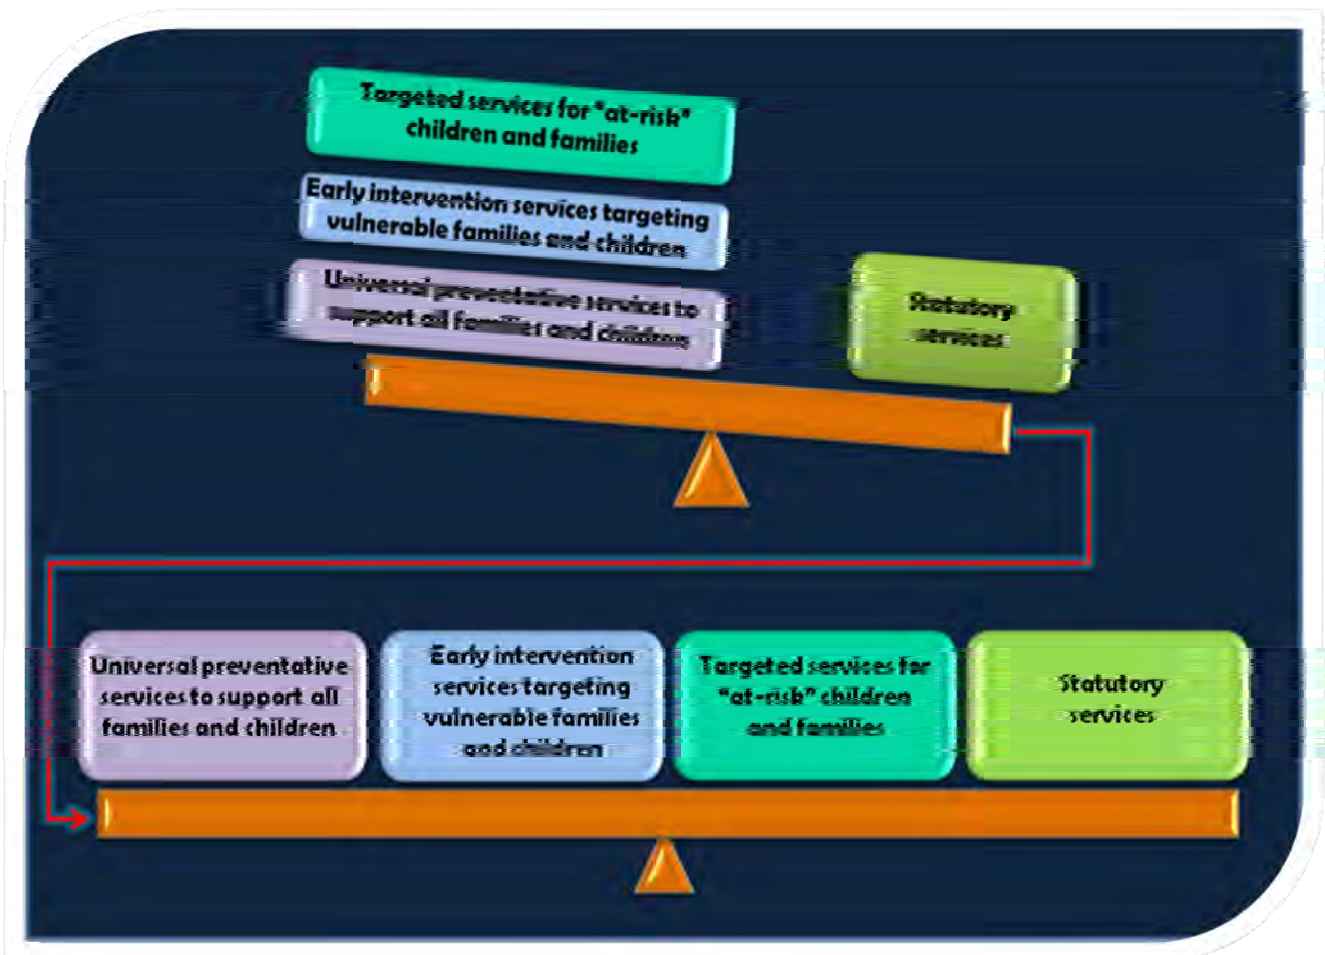 Targeted services for "at-risk"
children and families
Early intervention services targeting
vulnerable families and children
Universal preventative services to
support all families and children
Statutory
services
Universal preventative
services to support all
families and children
Early intervention
services targeting
vulnerable families
and children
Targeted services for
"at-risk" children
and families
Statutory
services